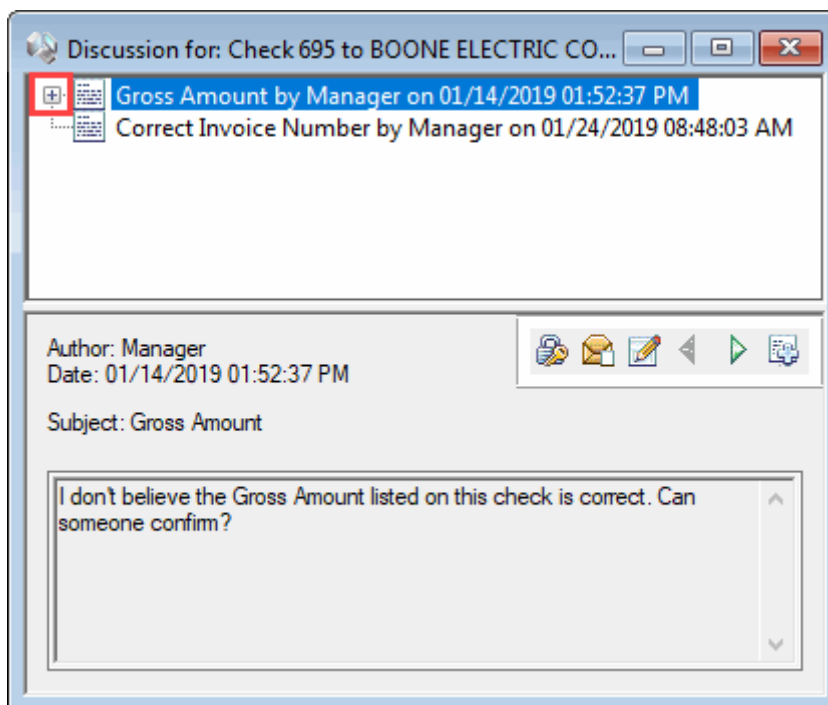 Discussion for: Check 695 to BOONE ELECTRIC CO...
Gross Amount by Manager on 01/14/2019 01:52:37 PM
Correct Invoice Number by Manager on 01/24/2019 08:48:03 AM
Author: Manager
Date: 01/14/2019 01:52:37 PM
Subject: Gross Amount
I don't believe the Gross Amount listed on this check is correct. Can
someone confirm?